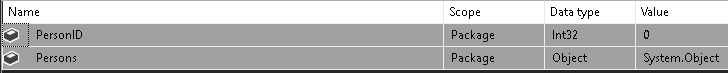 Name Scope Data type Value
PersonID Package Int32 0
Persons Package Object System.Object